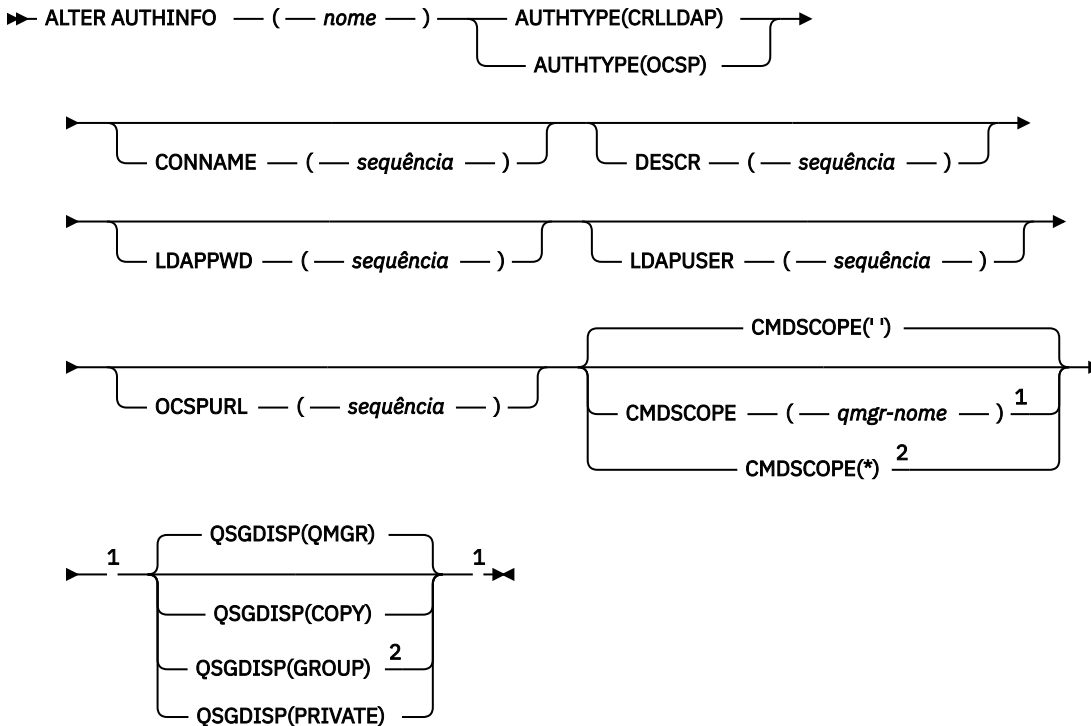 ALTER AUTHINFO ( nome ) AUTHTYPE(CRLLDAP)
AUTHTYPE(OCSP)
CONNAME ( sequência ) DESCR ( sequência )
LDAPPWD ( sequência ) LDAPUSER ( sequência )
CMDSCOPE(' ')
OCSPURL ( sequência ) CMDSCOPE ( qmgr-nome ) 1
CMDSCOPE(*) 2
1 QSGDISP(QMGR) 1
QSGDISP(COPY)
QSGDISP(GROUP) 2
QSGDISP(PRIVATE)